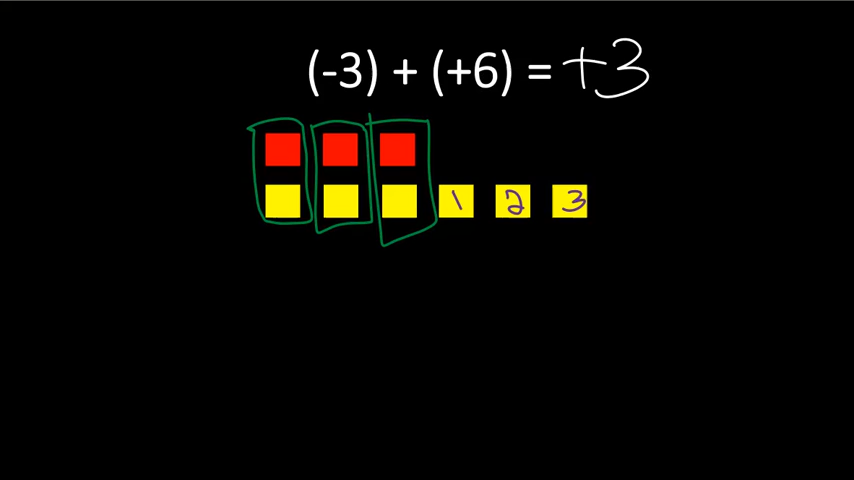 (-3) + (+6) = +3
1 2 3